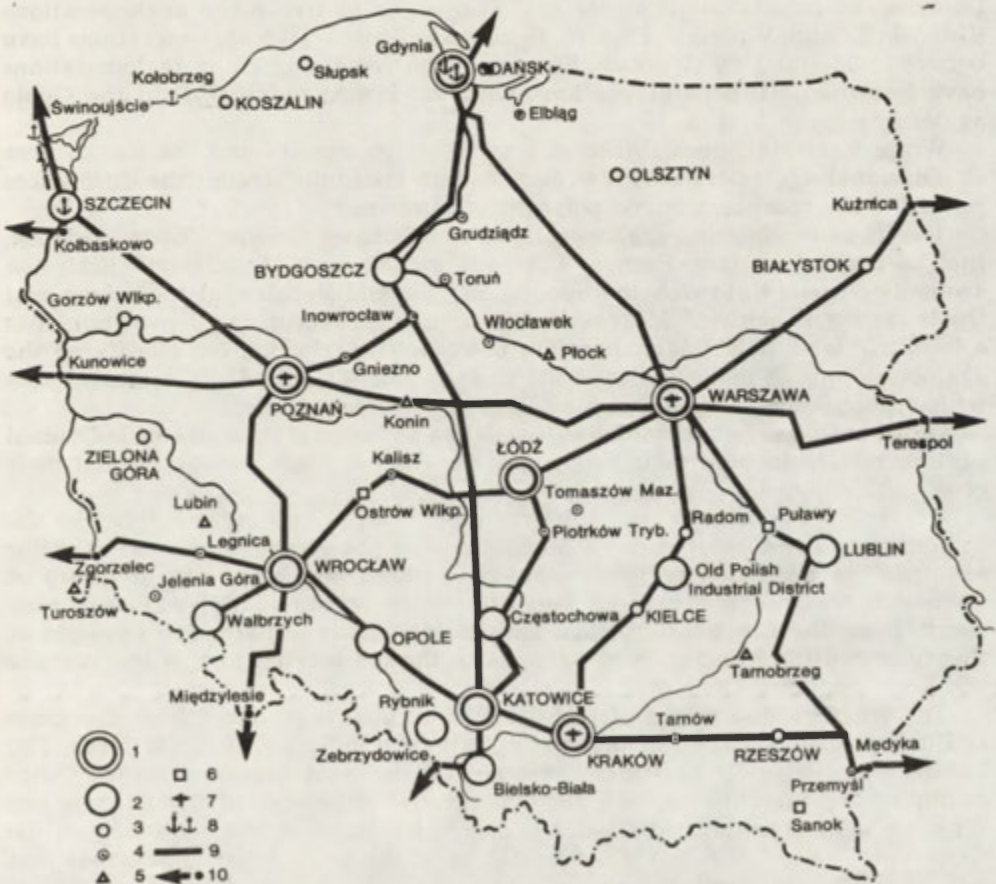 Gdynia
GDAŃSK
Słupsk
Kołobrzeg
KOSZALIN
Świnoujście
Elbląg
OLSZTYN
SZCZECIN
Kuźnica
Grudziądz
Kołbaskowo
BYDGOSZCZ
Toruń
BIAŁYSTOK
Gorzów Wlkp.
Inowrocław
Włocławek
Płock
Kunowice
Gniezno
POZNAŃ
WARSZAWA
Konin
Terespol
ZIELONA
GÓRA
Kalisz
ŁÓDŹ
Lubin
Ostrów Wlkp.
Tomaszów Maz.
Radom
Puławy
Piotrków Tryb.
Legnica
LUBLIN
Zgorzelec
WROCŁAW
Old Polish
Industrial District
Jelenia Góra
Turoszów
Wałbrzych
Częstochowa
KIELCE
OPOLE
Tarnobrzeg
Międzylesie
Rybnik
KATOWICE
Tarnów
Zebrzydowice
KRAKÓW
RZESZÓW
Medyka
Przemyśl
Bielsko-Biała
Sanok
1
2
3
4
5
6
7
8
9
10